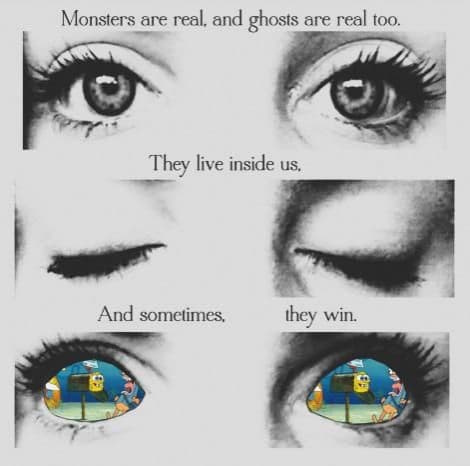 Monsters are real, and ghosts are real too.
They live inside us,
And sometimes, they win.